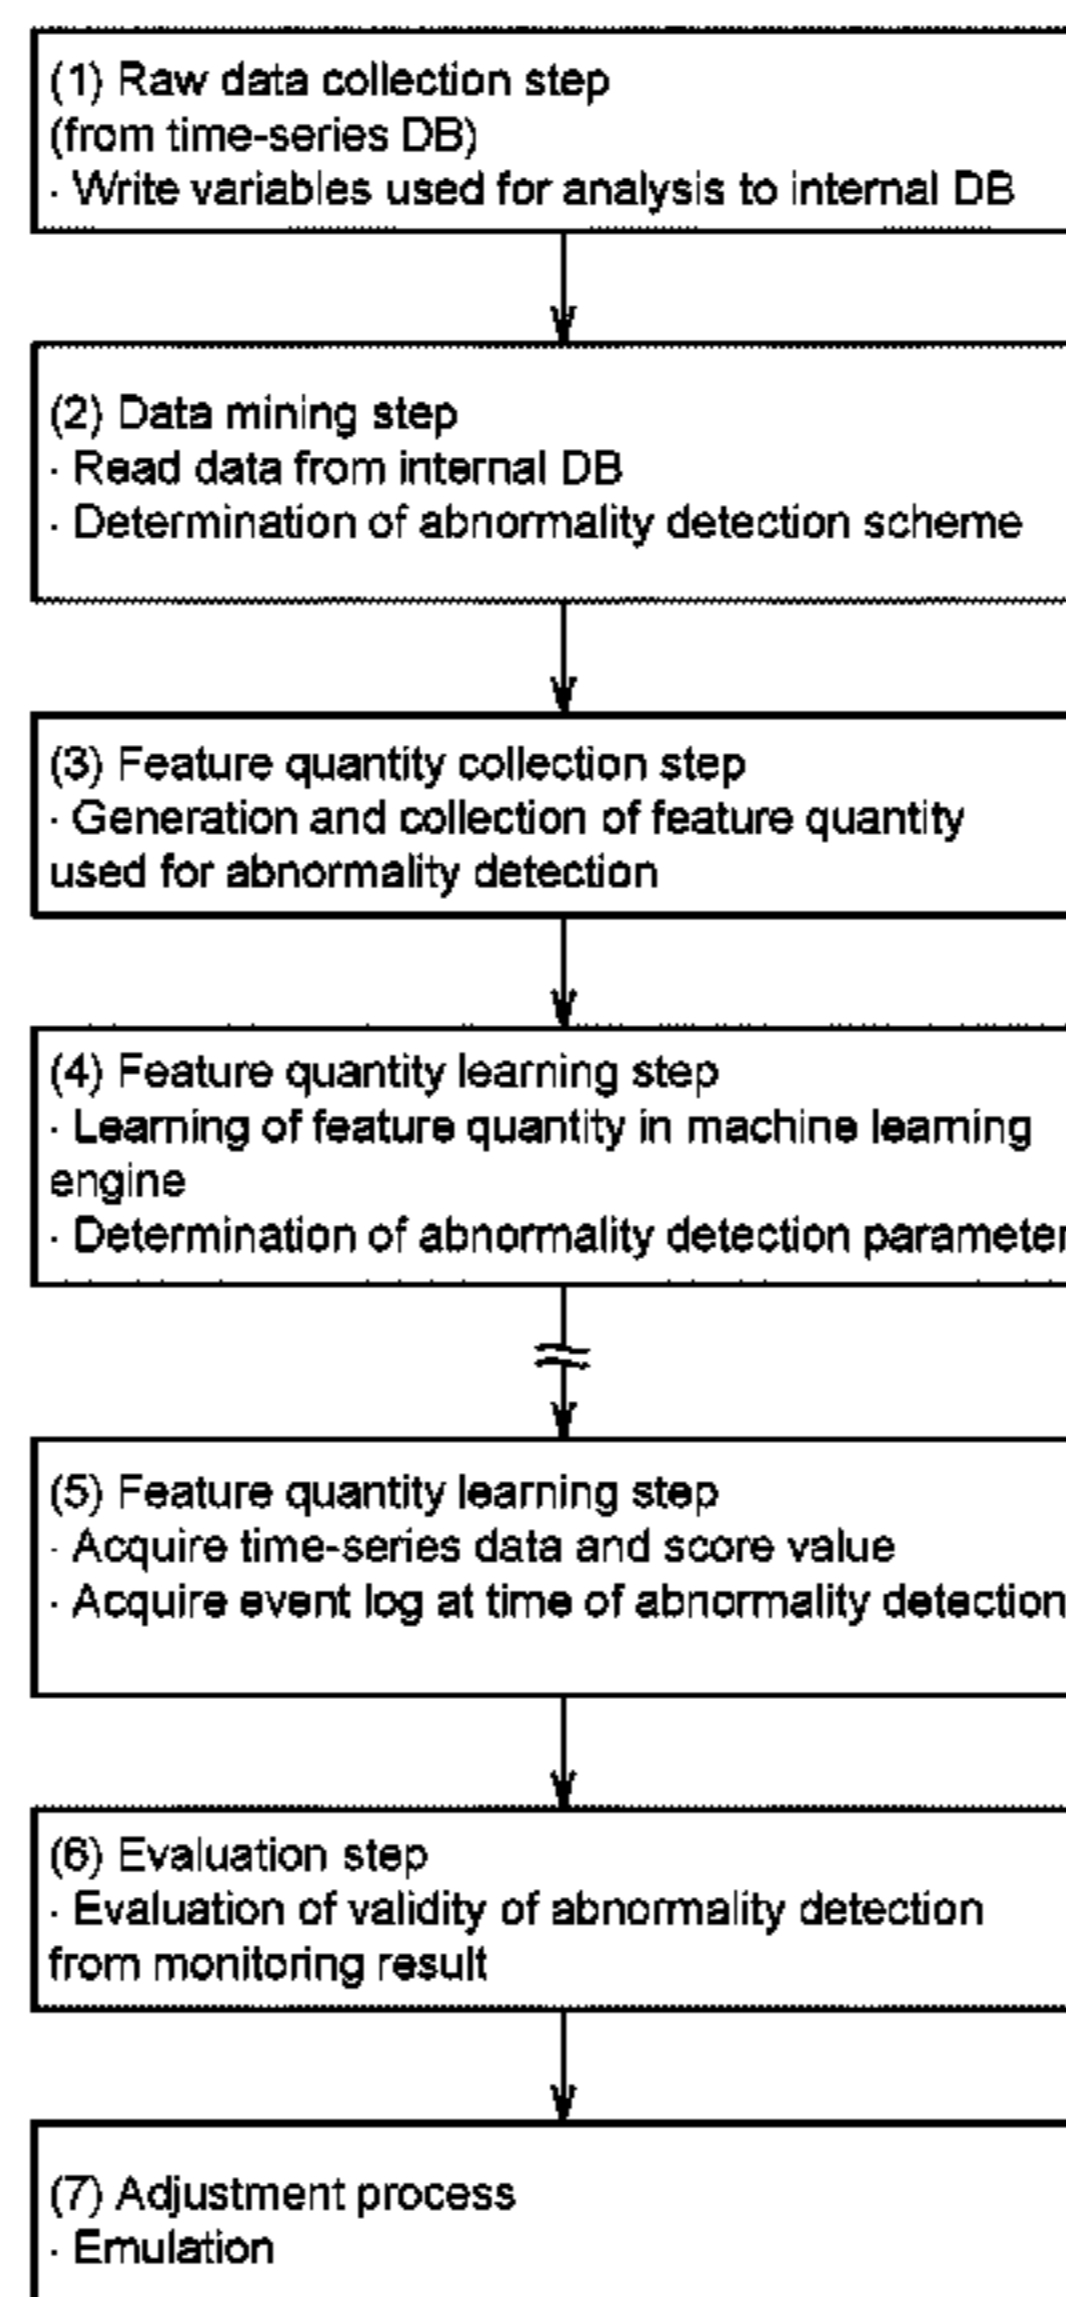 (1) Raw data collection step
(from time-series DB)
· Write variables used for analysis to internal DB
(2) Data mining step
· Read data from internal DB
· Determination of abnormality detection scheme
(3) Feature quantity collection step
· Generation and collection of feature quantity
used for abnormality detection
(4) Feature quantity learning step
· Learning of feature quantity in machine learning
engine
· Determination of abnormality detection parameter
(5) Feature quantity learning step
· Acquire time-series data and score value
· Acquire event log at time of abnormality detection
(6) Evaluation step
· Evaluation of validity of abnormality detection
from monitoring result
(7) Adjustment process
· Emulation